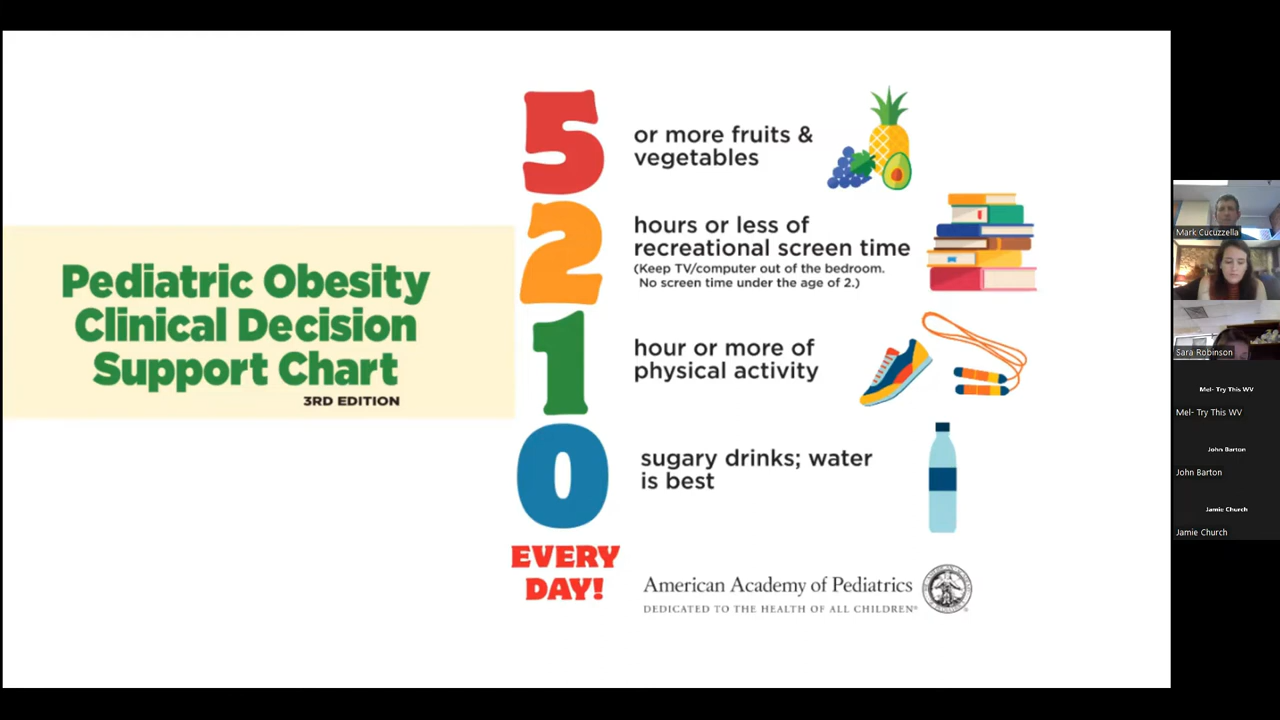 Pediatric Obesity
Clinical Decision
Support Chart
3RD EDITION
5
or more fruits &
vegetables
2
hours or less of
recreational screen time
(Keep TV/computer out of the bedroom.
No screen time under the age of 2.)
1
hour or more of
physical activity
0
sugary drinks; water
is best
EVERY
DAY!
American Academy of Pediatrics
DEDICATED TO THE HEALTH OF ALL CHILDREN®
Mark Cucuzzella
Sara Robinson
Mel- Try This WV
Mel- Try This WV
John Barton
John Barton
Jamie Church
Jamie Church